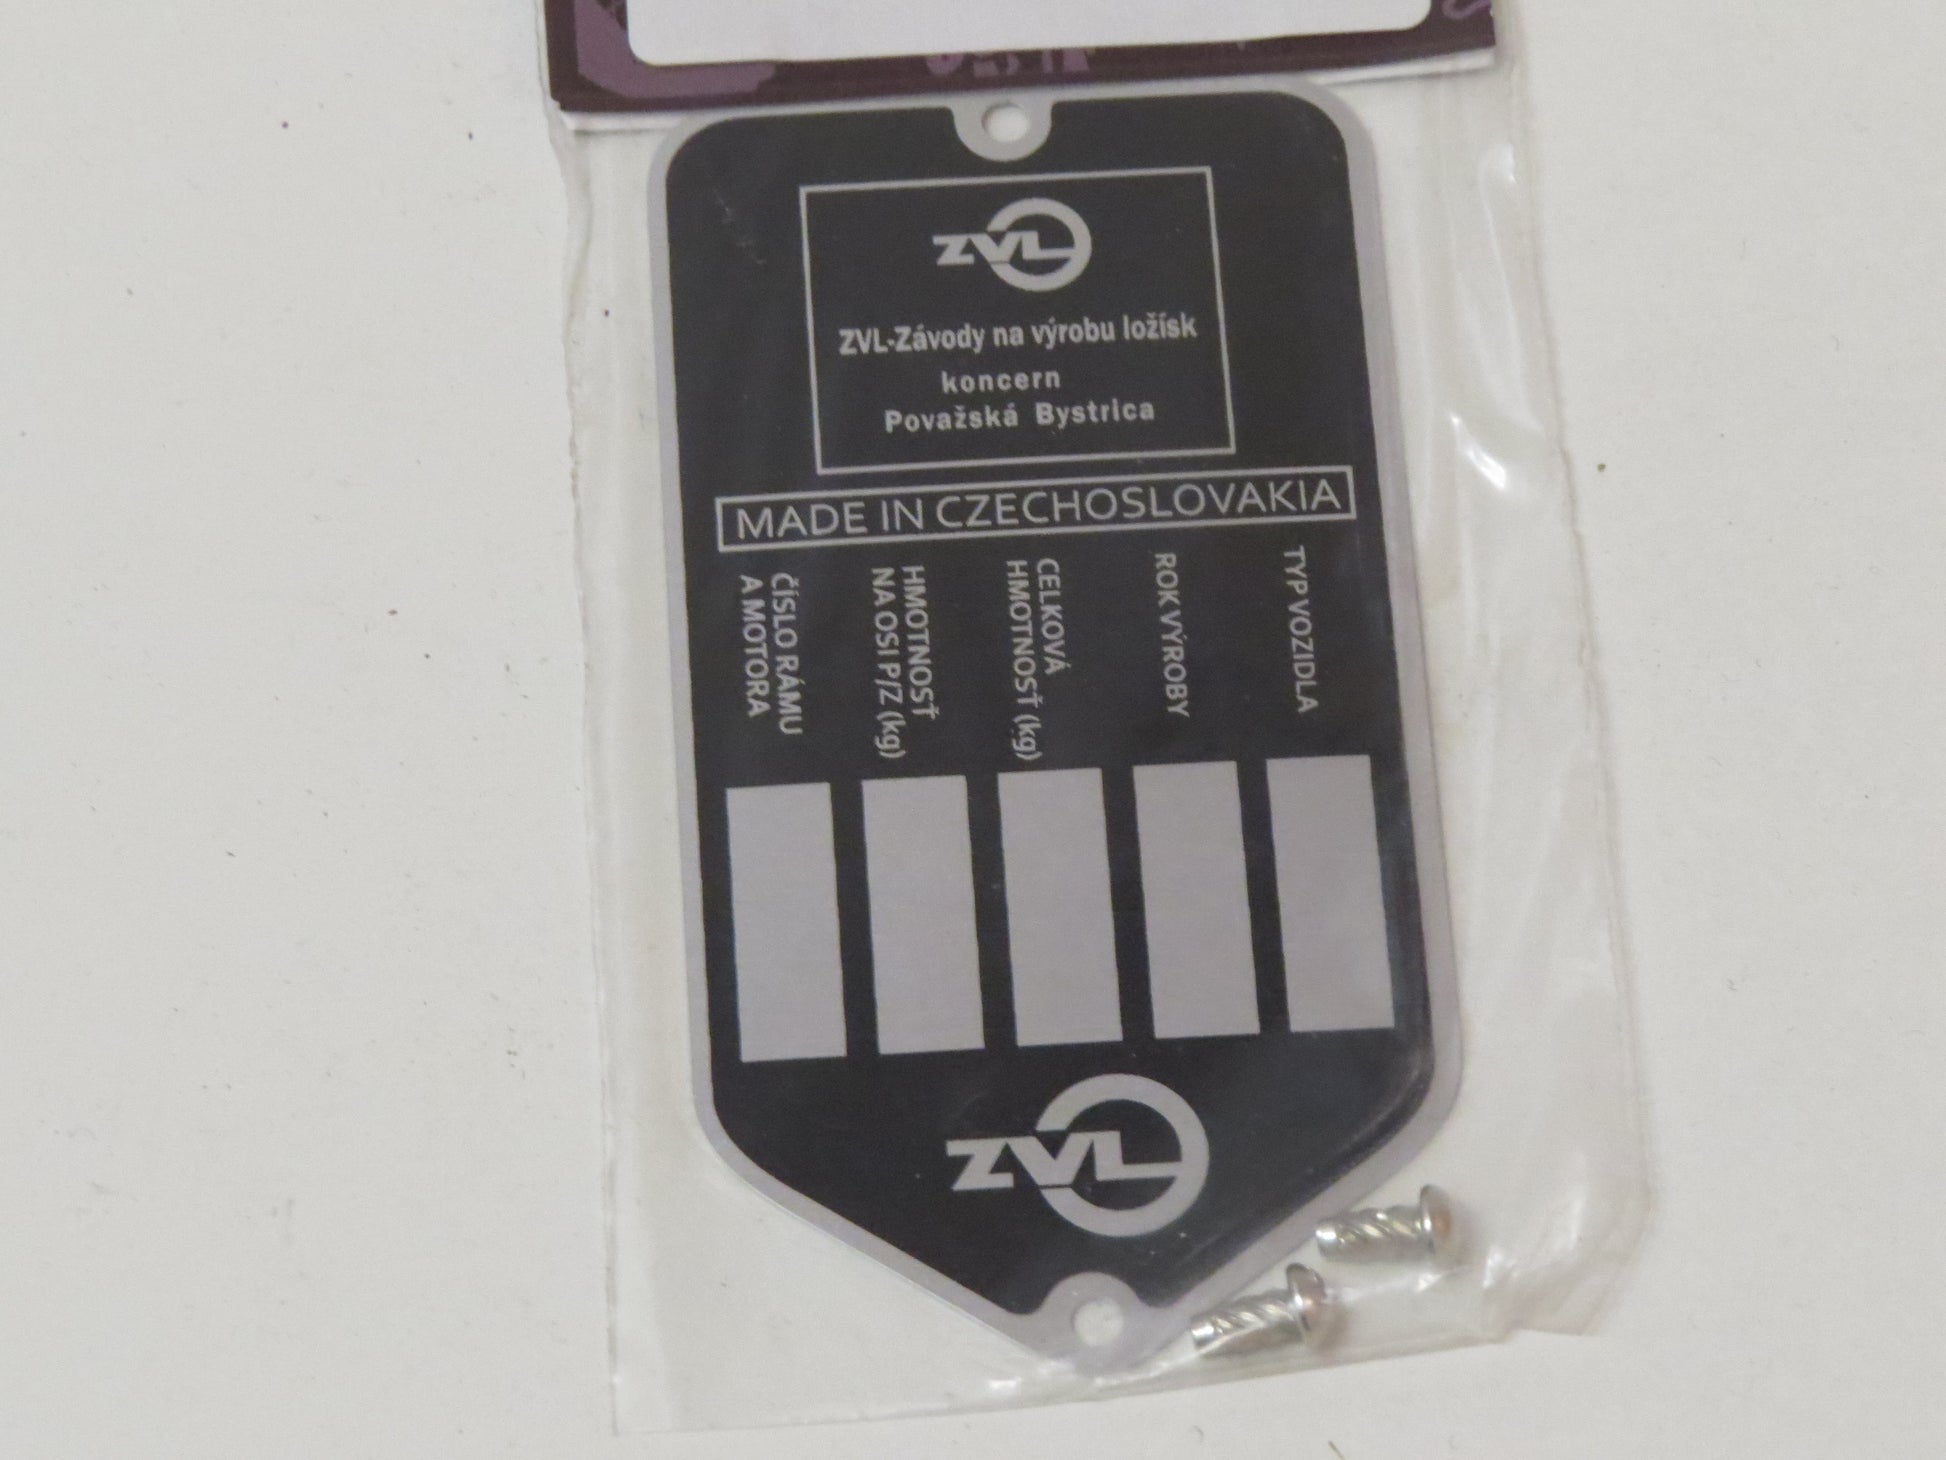 ZVL
ZVL-Závody na výrobu ložísk
koncern
Považská Bystrica
MADE IN CZECHOSLOVAKIA
TYP VOZIDLA
ROK VÝROBY
CELKOVÁ
HMOTNOSŤ (kg)
HMOTNOSŤ
NA OSI P/Z (kg)
ČÍSLO RÁMU
A MOTORA
ZVL